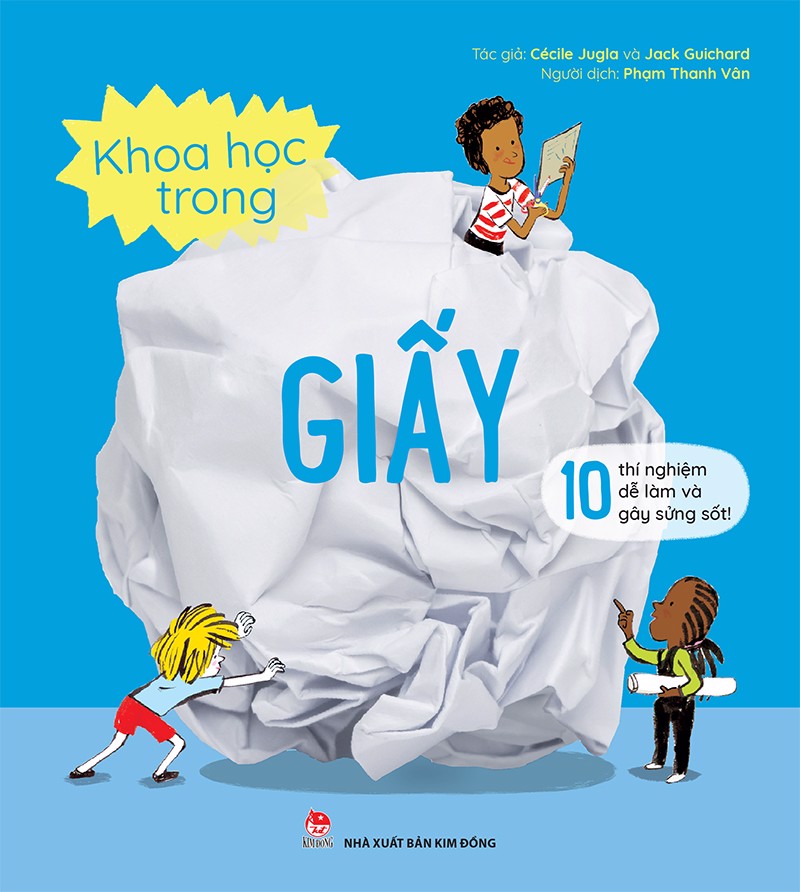 Tác giả: Cécile Jugla và Jack Guichard
Người dịch: Phạm Thanh Vân
Khoa học
trong
GIẤY
10
thí nghiệm
dễ làm và
gây sửng sốt!
KIM ĐỒNG
NHÀ XUẤT BẢN KIM ĐỒNG